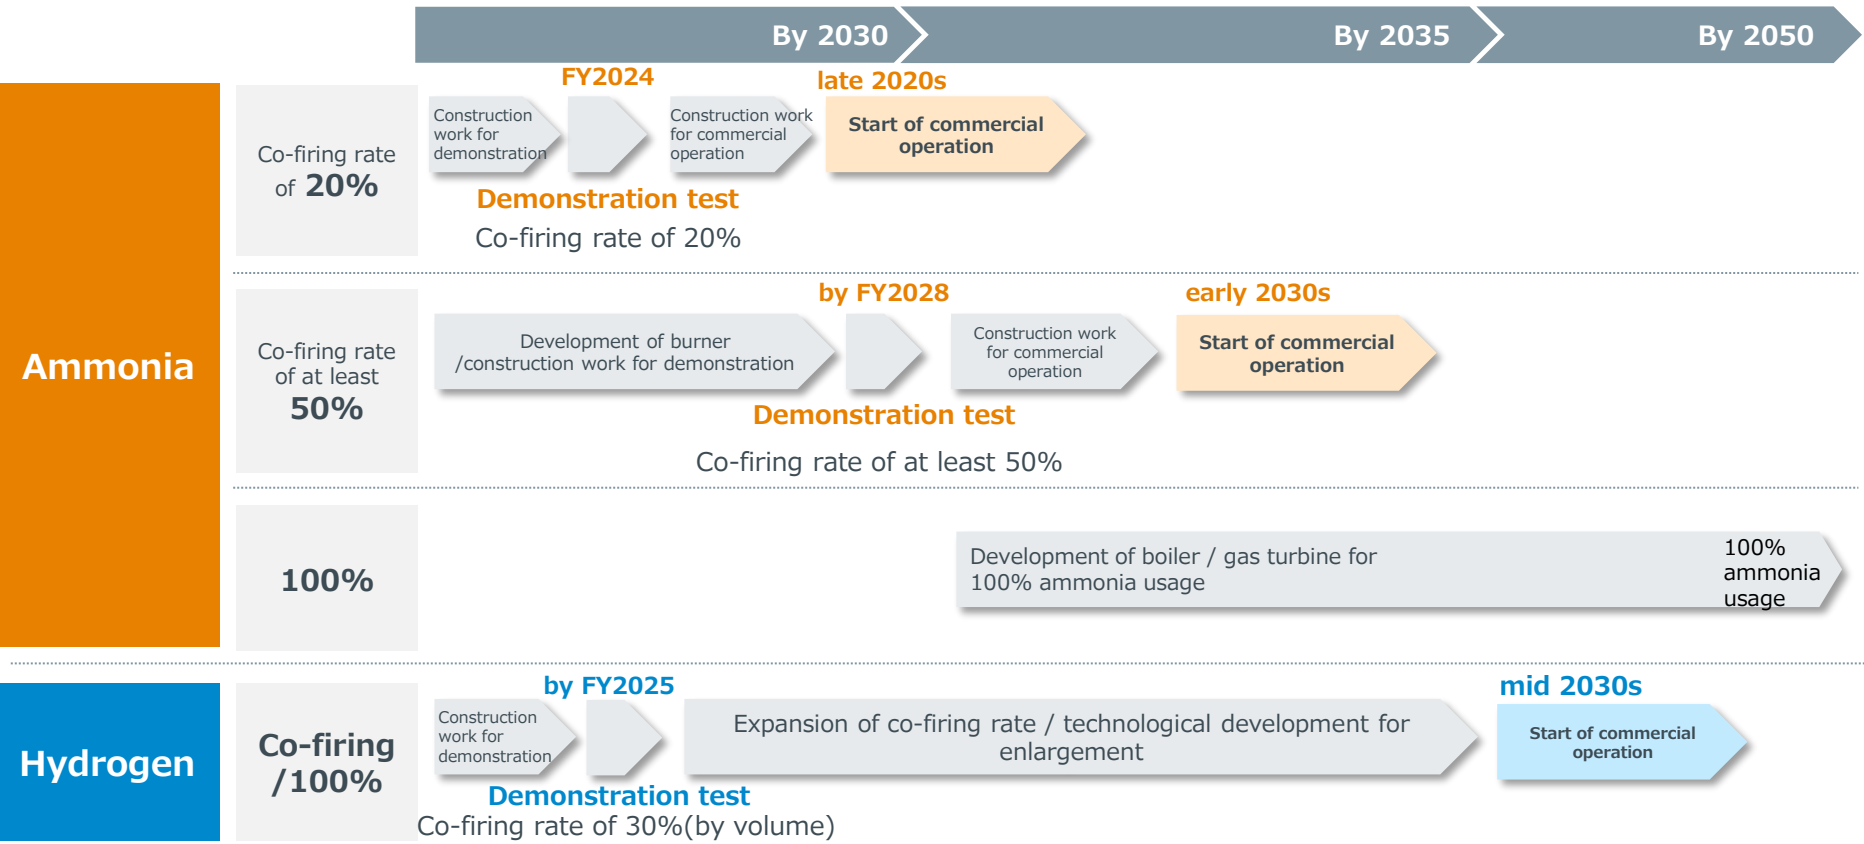 By 2030
By 2035
By 2050
Ammonia
Co-firing rate
of 20%
FY2024
late 2020s
Construction
work for
demonstration
Construction work
for commercial
operation
Start of commercial
operation
Demonstration test
Co-firing rate of 20%
Co-firing rate
of at least
50%
by FY2028
early 2030s
Development of burner
/construction work for demonstration
Construction work
for commercial
operation
Start of commercial
operation
Demonstration test
Co-firing rate of at least 50%
100%
Development of boiler / gas turbine for
100% ammonia usage
100%
ammonia
usage
Hydrogen
Co-firing
/100%
by FY2025
mid 2030s
Construction
work for
demonstration
Expansion of co-firing rate / technological development for
enlargement
Start of commercial
operation
Demonstration test
Co-firing rate of 30%(by volume)